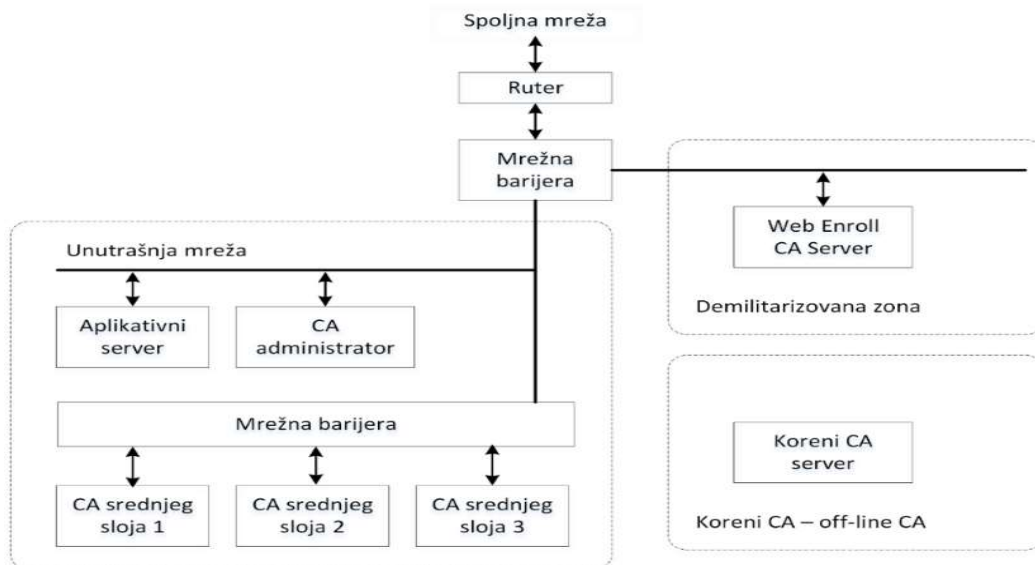 Spoljna mreža
Ruter
Mrežna
barijera
Web Enroll
CA Server
Demilitarizovana zona
Unutrašnja mreža
Aplikativni
server
CA
administrator
Mrežna barijera
CA srednjeg
sloja 1
CA srednjeg
sloja 2
CA srednjeg
sloja 3
Koreni CA
server
Koreni CA – off-line CA